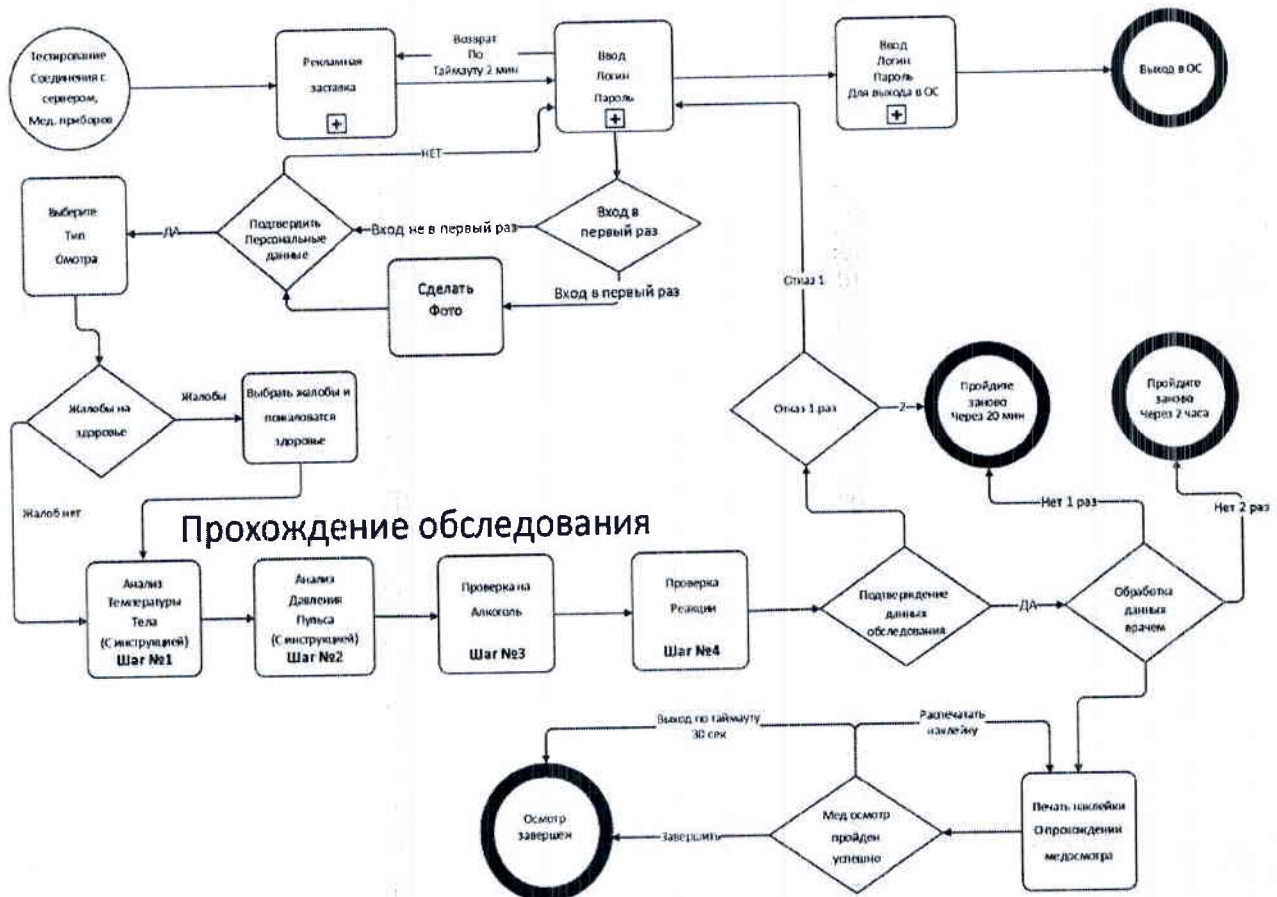 Тестирование
Соединения с
сервером,
Мед. приборов
Рекламная
заставка
Возврат
По
Таймауту 2 мин
Ввод
Логин
Пароль
Ввод
Логин
Пароль
Для выхода в ОС
Выход в ОС
НЕТ
Выберите
Тип
Омотра
ДА
Подтвердить
Персональные
данные
Вход не в первый раз
Вход в
первый раз
Сделать
Фото
Вход в первый раз
Отказ 1
Жалобы на
здоровье
Жалобы
Выбрать жалобы и
пожаловатся
здоровье
Отказ 1 раз
2
Пройдите
заново
Через 20 мин
Пройдите
заново
Через 2 часа
Жалоб нет
Прохождение обследования
Нет 1 раз
Нет 2 раз
Анализ
Температуры
Тела
(С инструкцией)
Шаг №1
Анализ
Давления
Пульса
(С инструкцией)
Шаг №2
Проверка на
Алкоголь
Шаг №3
Проверка
Реакции
Шаг №4
Подтверждение
данных
обследования
ДА
Обработка
данных
врачем
Выход по таймауту
30 сек
Распечатать
наклейку
Осмотр
завершен
Завершить
Мед осмотр
пройден
успешно
Печать наклейки
О прохождении
медосмотра